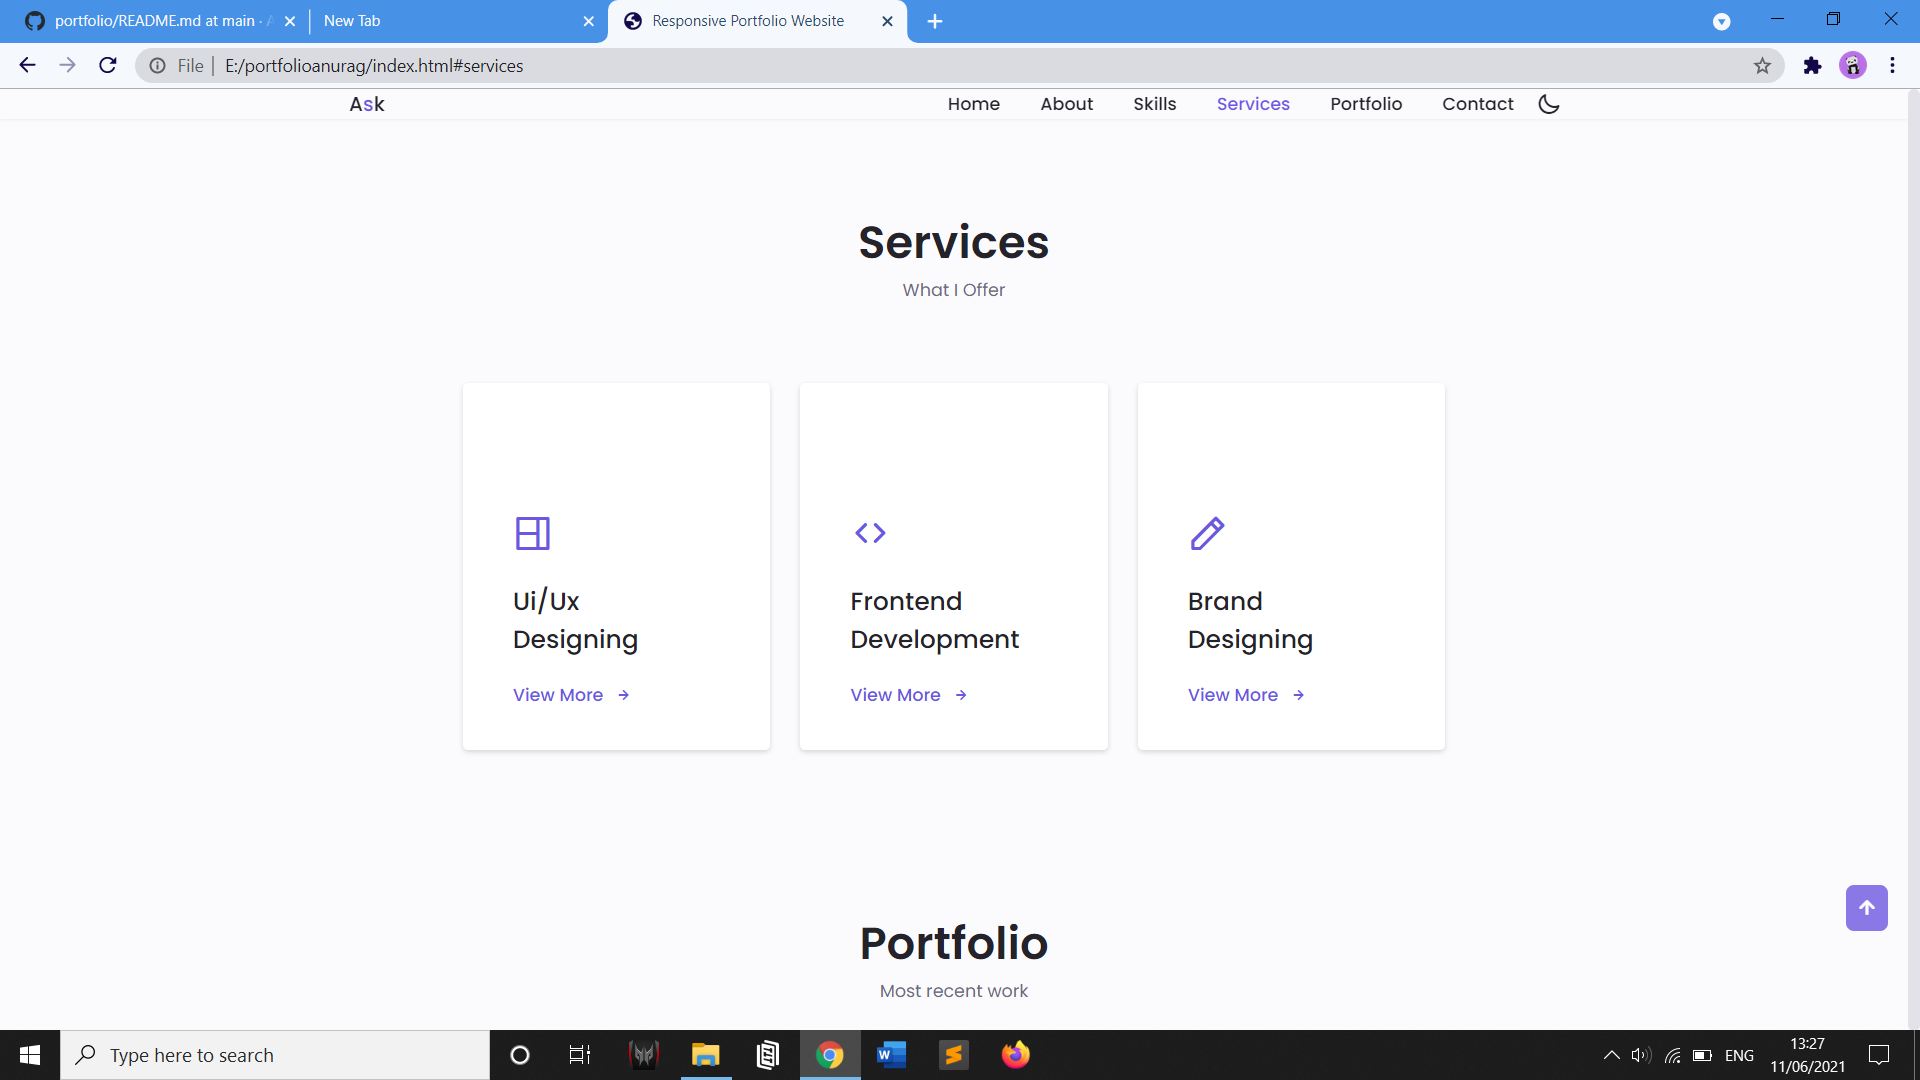 portfolio/README.md at main ·
New Tab
Responsive Portfolio Website
File | E:/portfolioanurag/index.html#services
Ask
Home
About
Skills
Services
Portfolio
Contact
Services
What I Offer
Ui/Ux
Designing
View More
Frontend
Development
View More
Brand
Designing
View More
Portfolio
Most recent work
Type here to search
ENG
13:27
11/06/2021